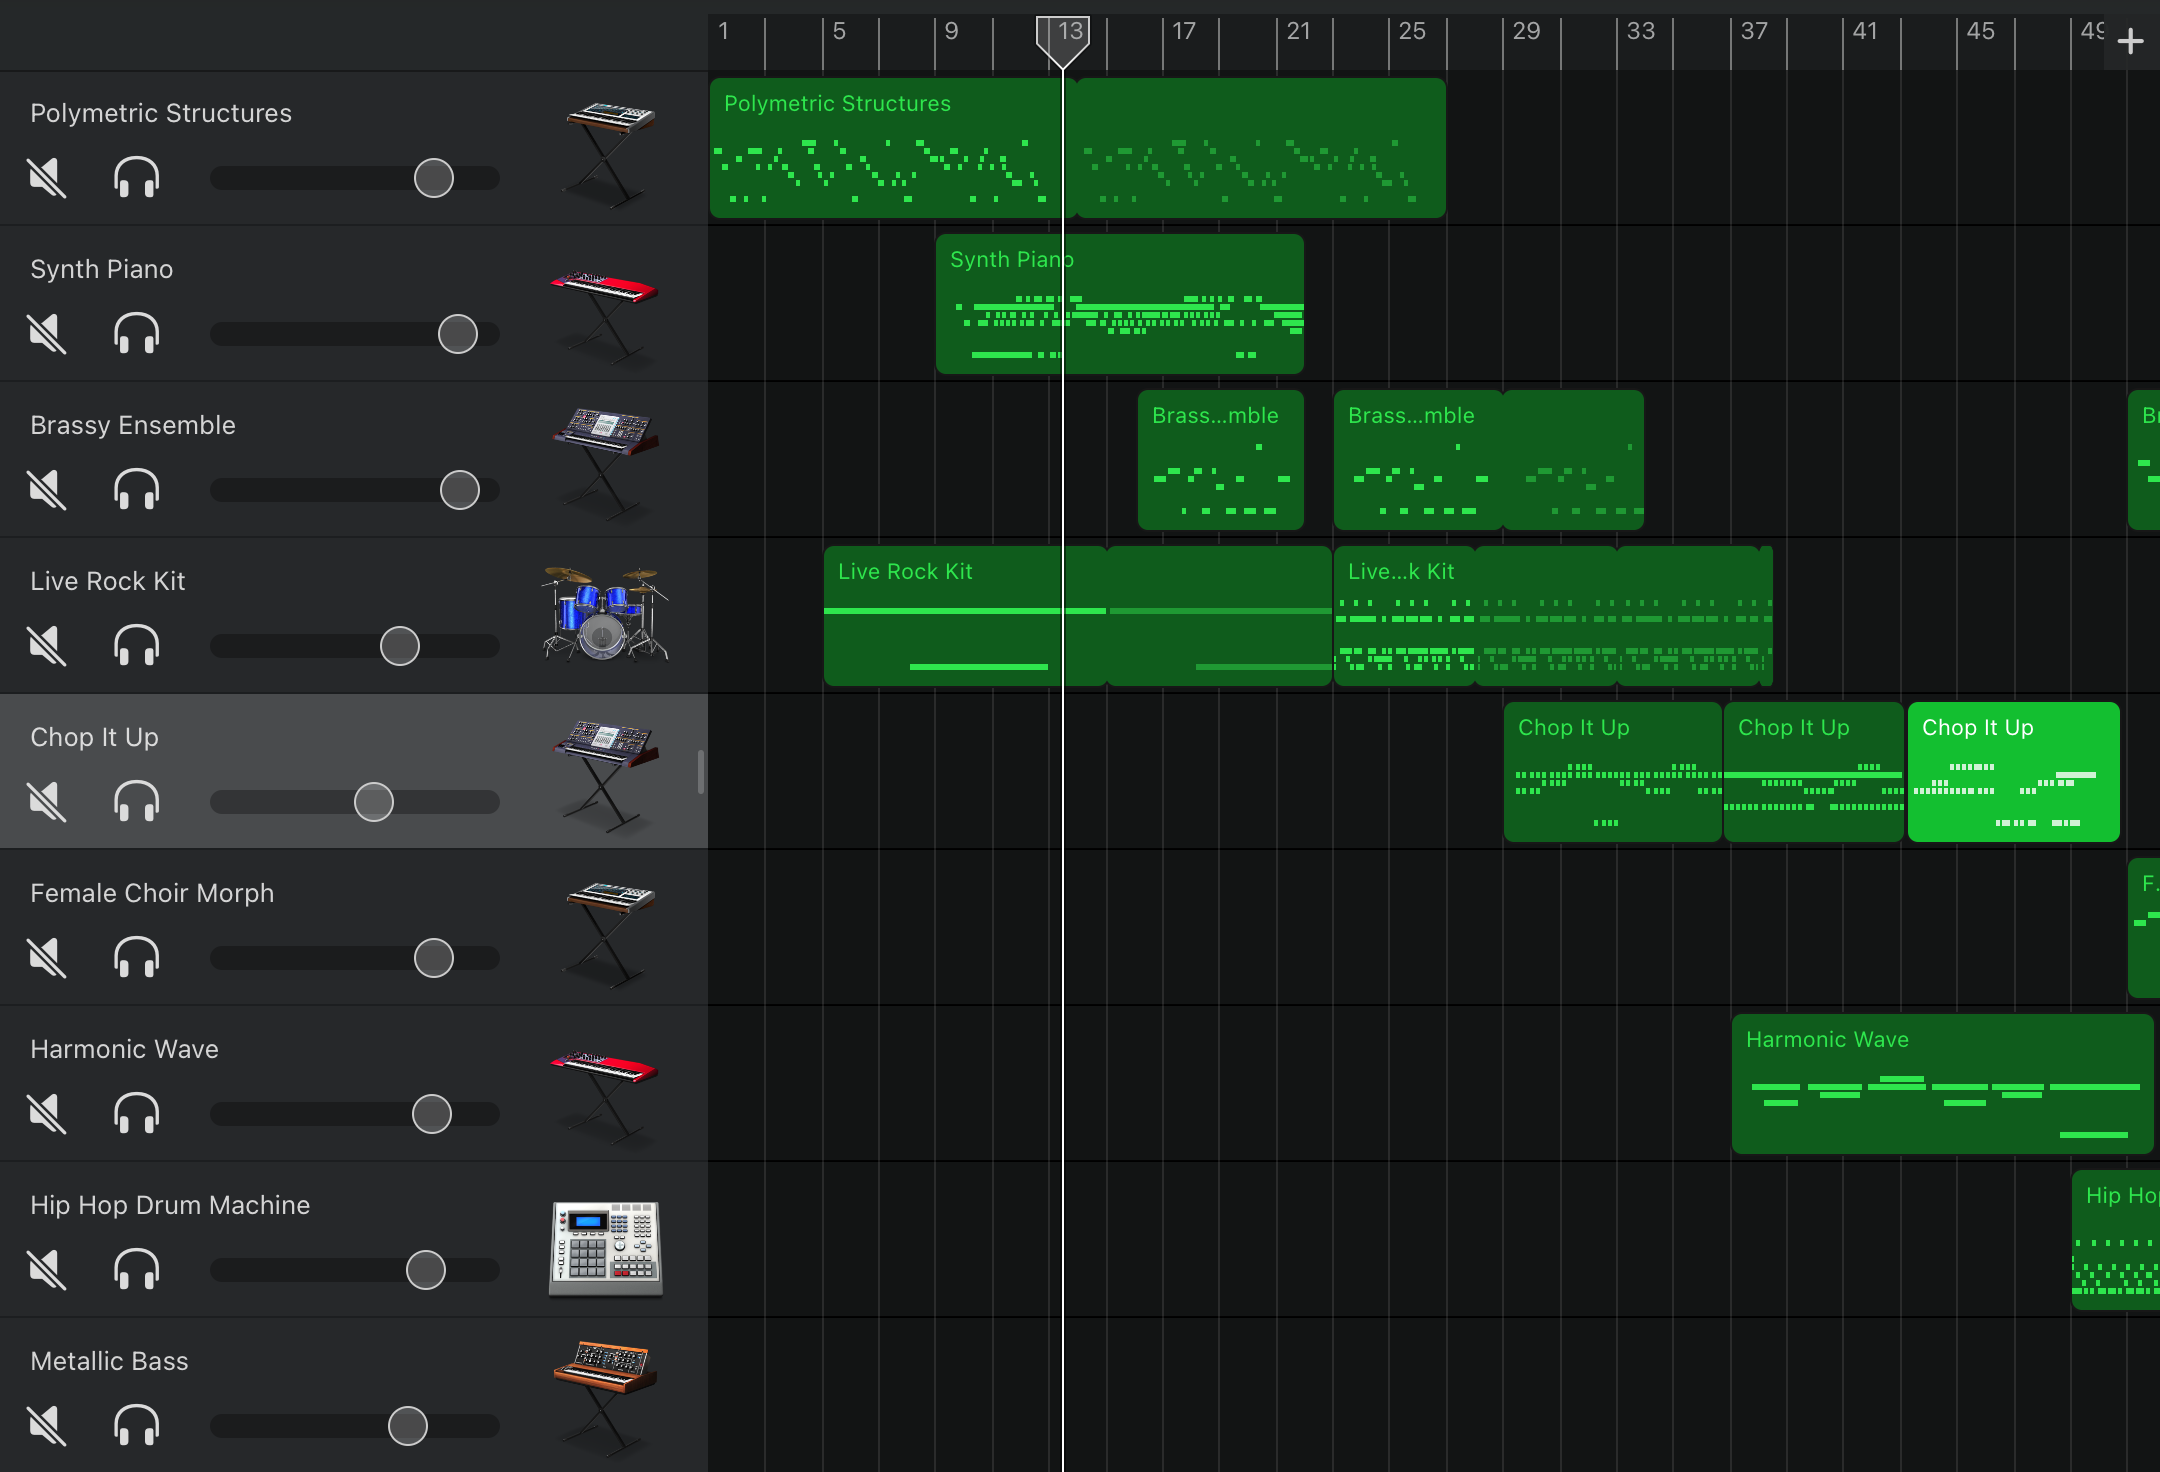 1 5 9 13 17 21 25 29 33 37 41 45 49
Polymetric Structures
Polymetric Structures
Synth Piano
Synth Piano
Brassy Ensemble
Brass...mble Brass...mble Br
Live Rock Kit
Live Rock Kit Live...k Kit
Chop It Up
Chop It Up Chop It Up Chop It Up
Female Choir Morph
F.
Harmonic Wave
Harmonic Wave
Hip Hop Drum Machine
Hip Hop
Metallic Bass